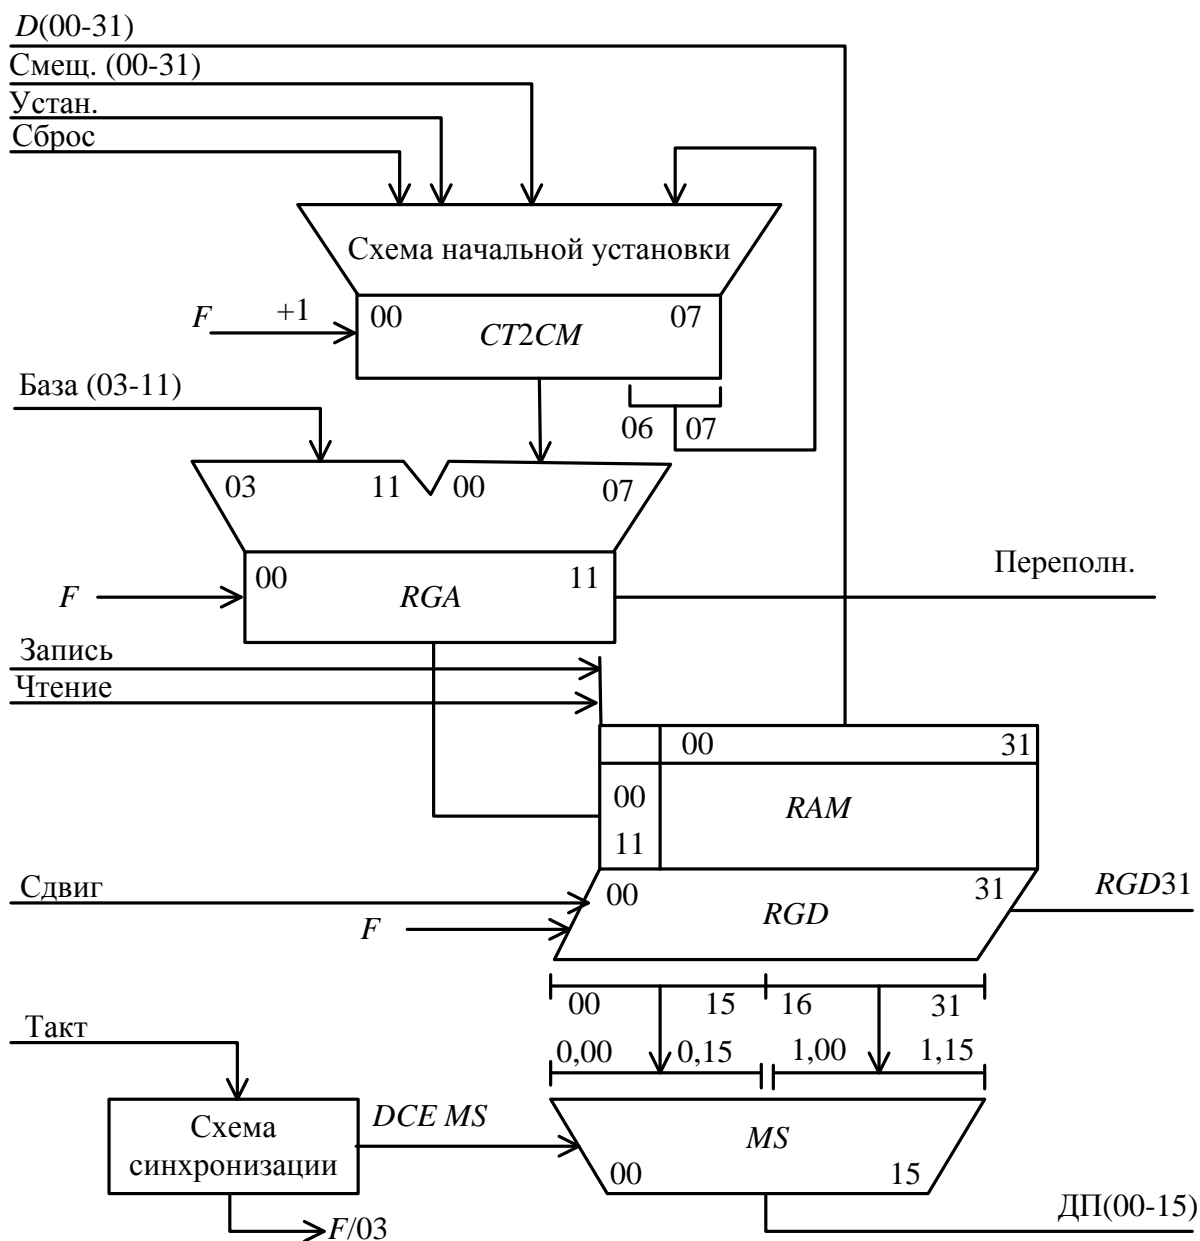 D(00-31)
Смещ. (00-31)
Устан.
Сброс
Схема начальной установки
F +1 00 07
CT2CM
База (03-11)
06 07
03 11 00 07
Переполн.
F 00 11
RGA
Запись
Чтение
00 31
00 RAM
11
Сдвиг 00 31 RGD31
F RGD
00 15 16 31
Такт 0,00 0,15 1,00 1,15
Схема синхронизации
DCE MS
MS
00 15
F/03
ДП(00-15)